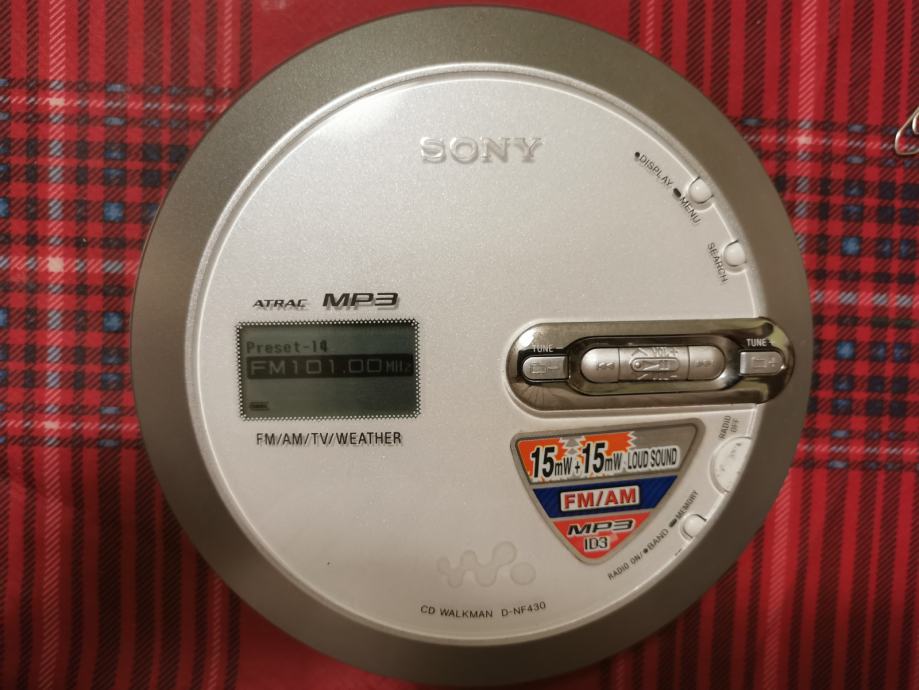 SONY
•DISPLAY
MENU
SEARCH
ATRAC MP3
Preset-14
FM101.00MHz
FM/AM/TV/WEATHER
TUNE –
TUNE +
RADIO
OFF
15mW + 15mW LOUD SOUND
FM/AM
MP3
ID3
RADIO ON/•BAND
MEMORY
CD WALKMAN D-NF430